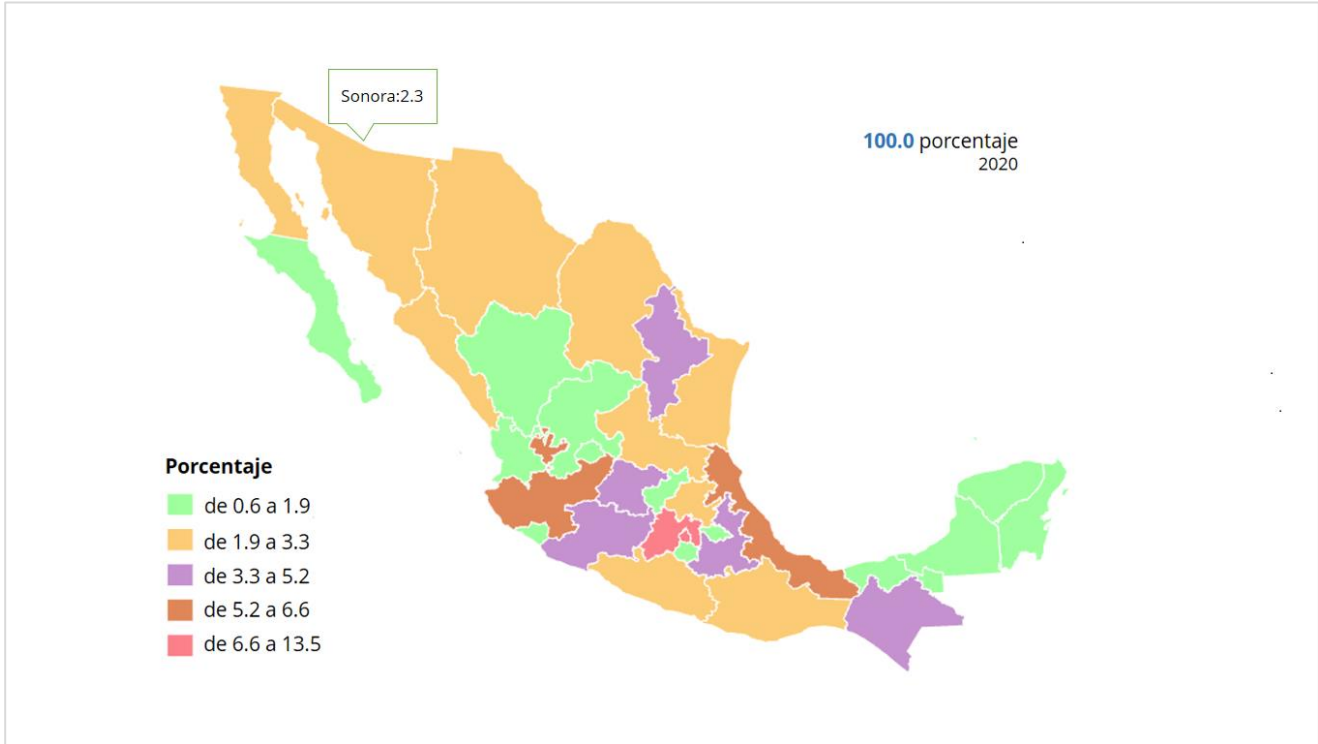 Sonora:2.3
100.0 porcentaje
2020
Porcentaje
de 0.6 a 1.9
de 1.9 a 3.3
de 3.3 a 5.2
de 5.2 a 6.6
de 6.6 a 13.5